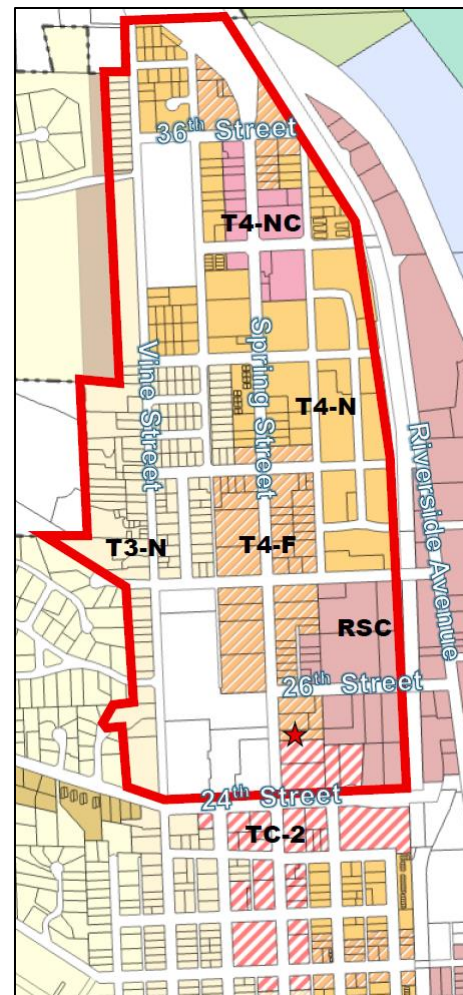 36th Street
T4-NC
Vine Street
Spring Street
T4-N
Riverside Avenue
T3-N
T4-F
RSC
26th Street
24th Street
TC-2